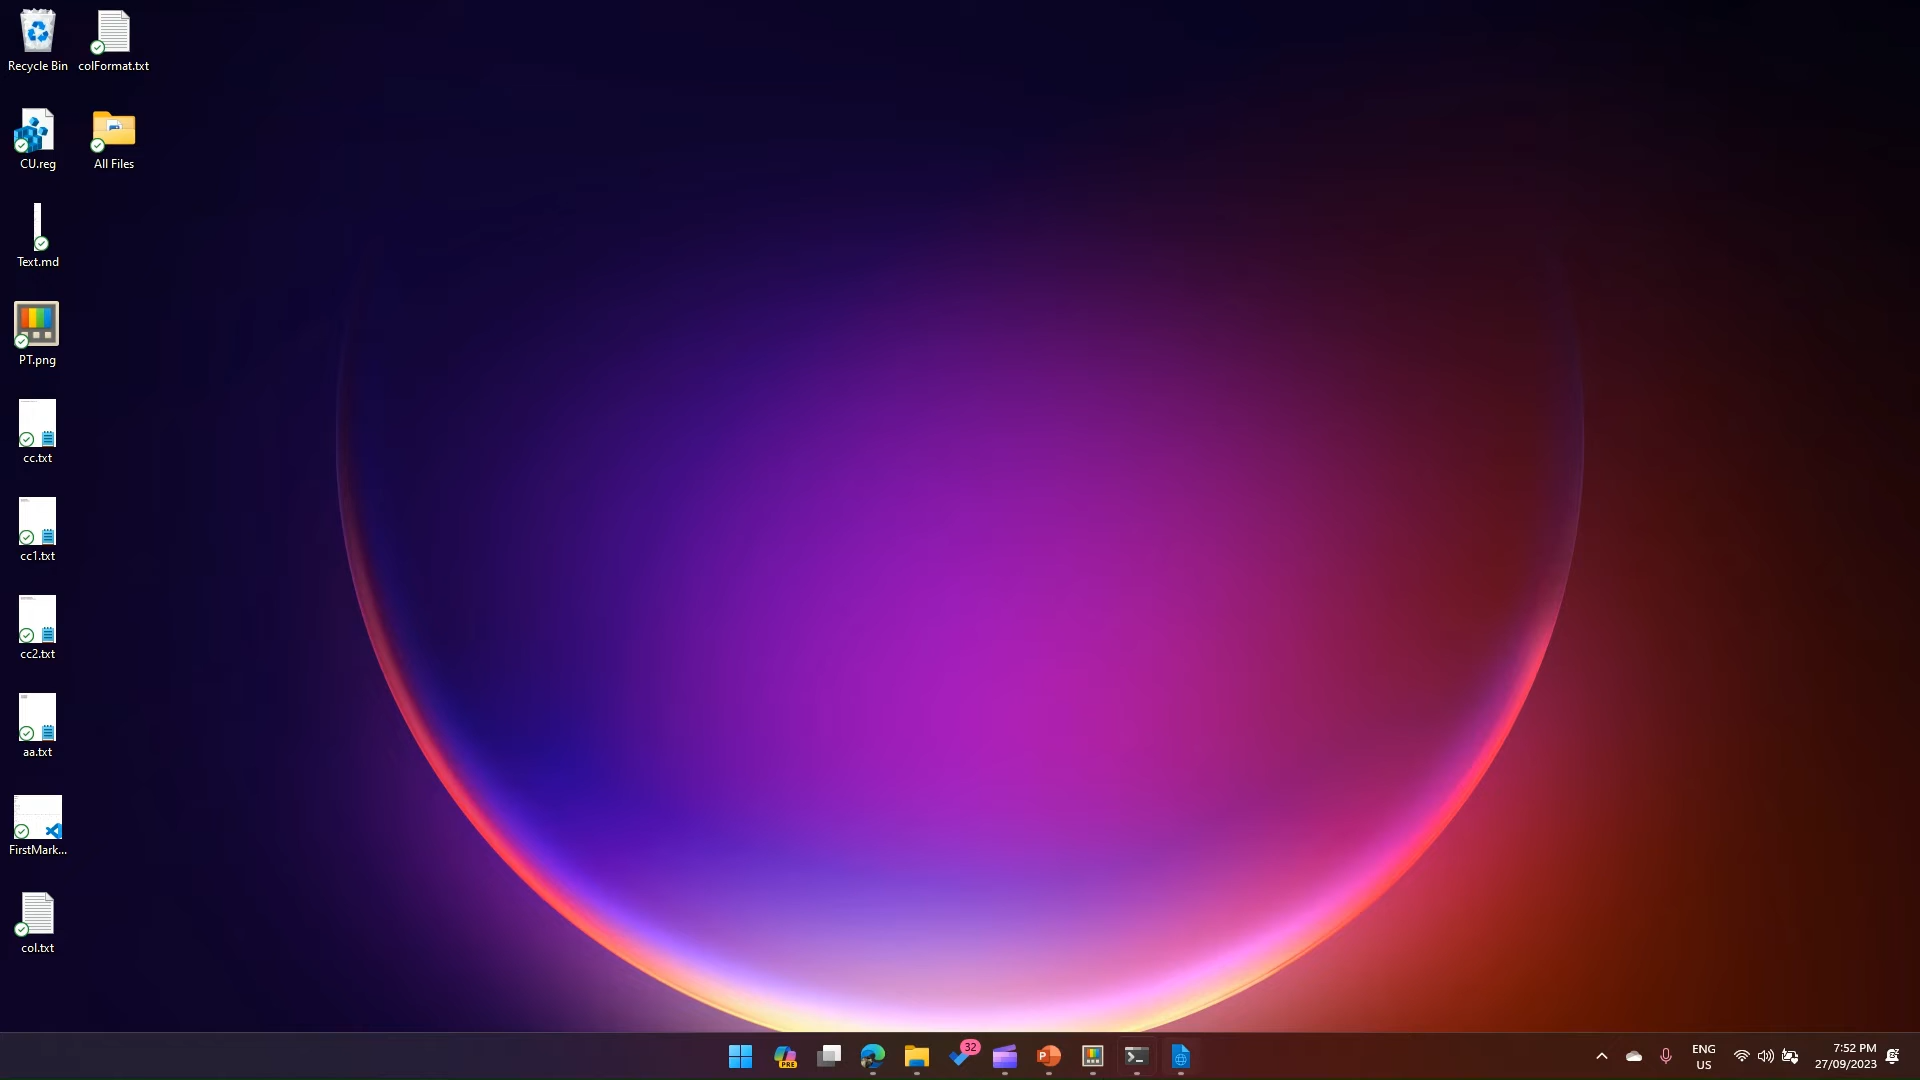 Recycle Bin
colFormat.txt
CU.reg
All Files
Text.md
PT.png
cc.txt
cc1.txt
cc2.txt
aa.txt
FirstMark...
col.txt
PRE
32
P
ENG
US
7:52 PM
27/09/2023